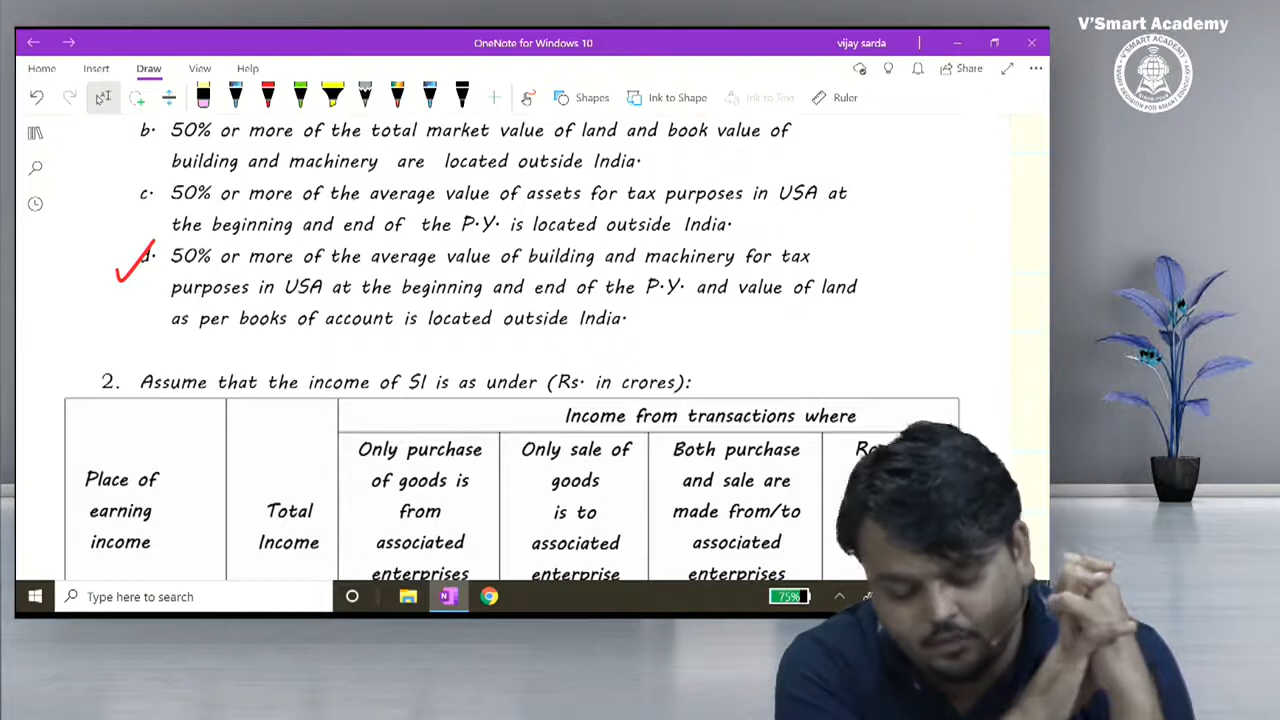 V'Smart Academy
OneNote for Windows 10
vijay sarda
Home Insert Draw View Help
Share
Shapes Ink to Shape Ink to Text Ruler
b. 50% or more of the total market value of land and book value of
building and machinery are located outside India.
c. 50% or more of the average value of assets for tax purposes in USA at
the beginning and end of the P.Y. is located outside India.
d. 50% or more of the average value of building and machinery for tax
purposes in USA at the beginning and end of the P.Y. and value of land
as per books of account is located outside India.
2. Assume that the income of SI is as under (Rs. in crores):
Income from transactions where
Place of
earning
income
Total
Income
Only purchase
of goods is
from
associated
enterprises
Only sale of
goods
is to
associated
enterprise
Both purchase
and sale are
made from/to
associated
enterprises
Type here to search
75%